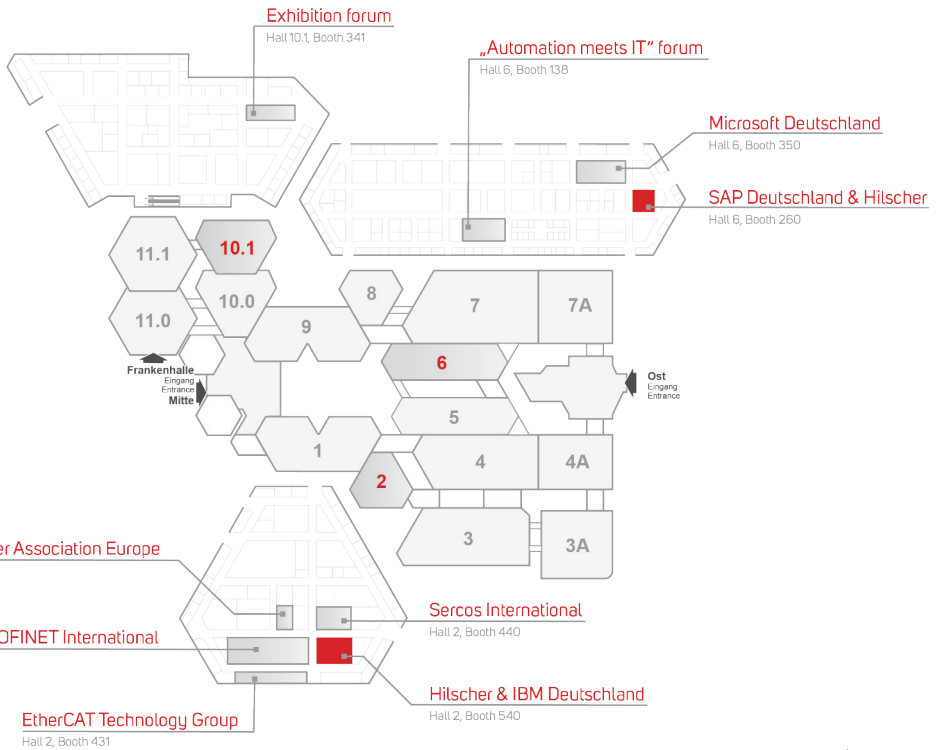 Exhibition forum
Hall 10.1, Booth 341
„Automation meets IT“ forum
Hall 6, Booth 138
Microsoft Deutschland
Hall 6, Booth 350
SAP Deutschland & Hilscher
Hall 6, Booth 260
11.1
10.1
11.0
10.0
9
8
7
7A
6
5
Frankenhalle
Eingang
Entrance
Mitte
Ost
Eingang
Entrance
1
2
4
4A
3
3A
er Association Europe
OFINET International
EtherCAT Technology Group
Hall 2, Booth 431
Sercos International
Hall 2, Booth 440
Hilscher & IBM Deutschland
Hall 2, Booth 540